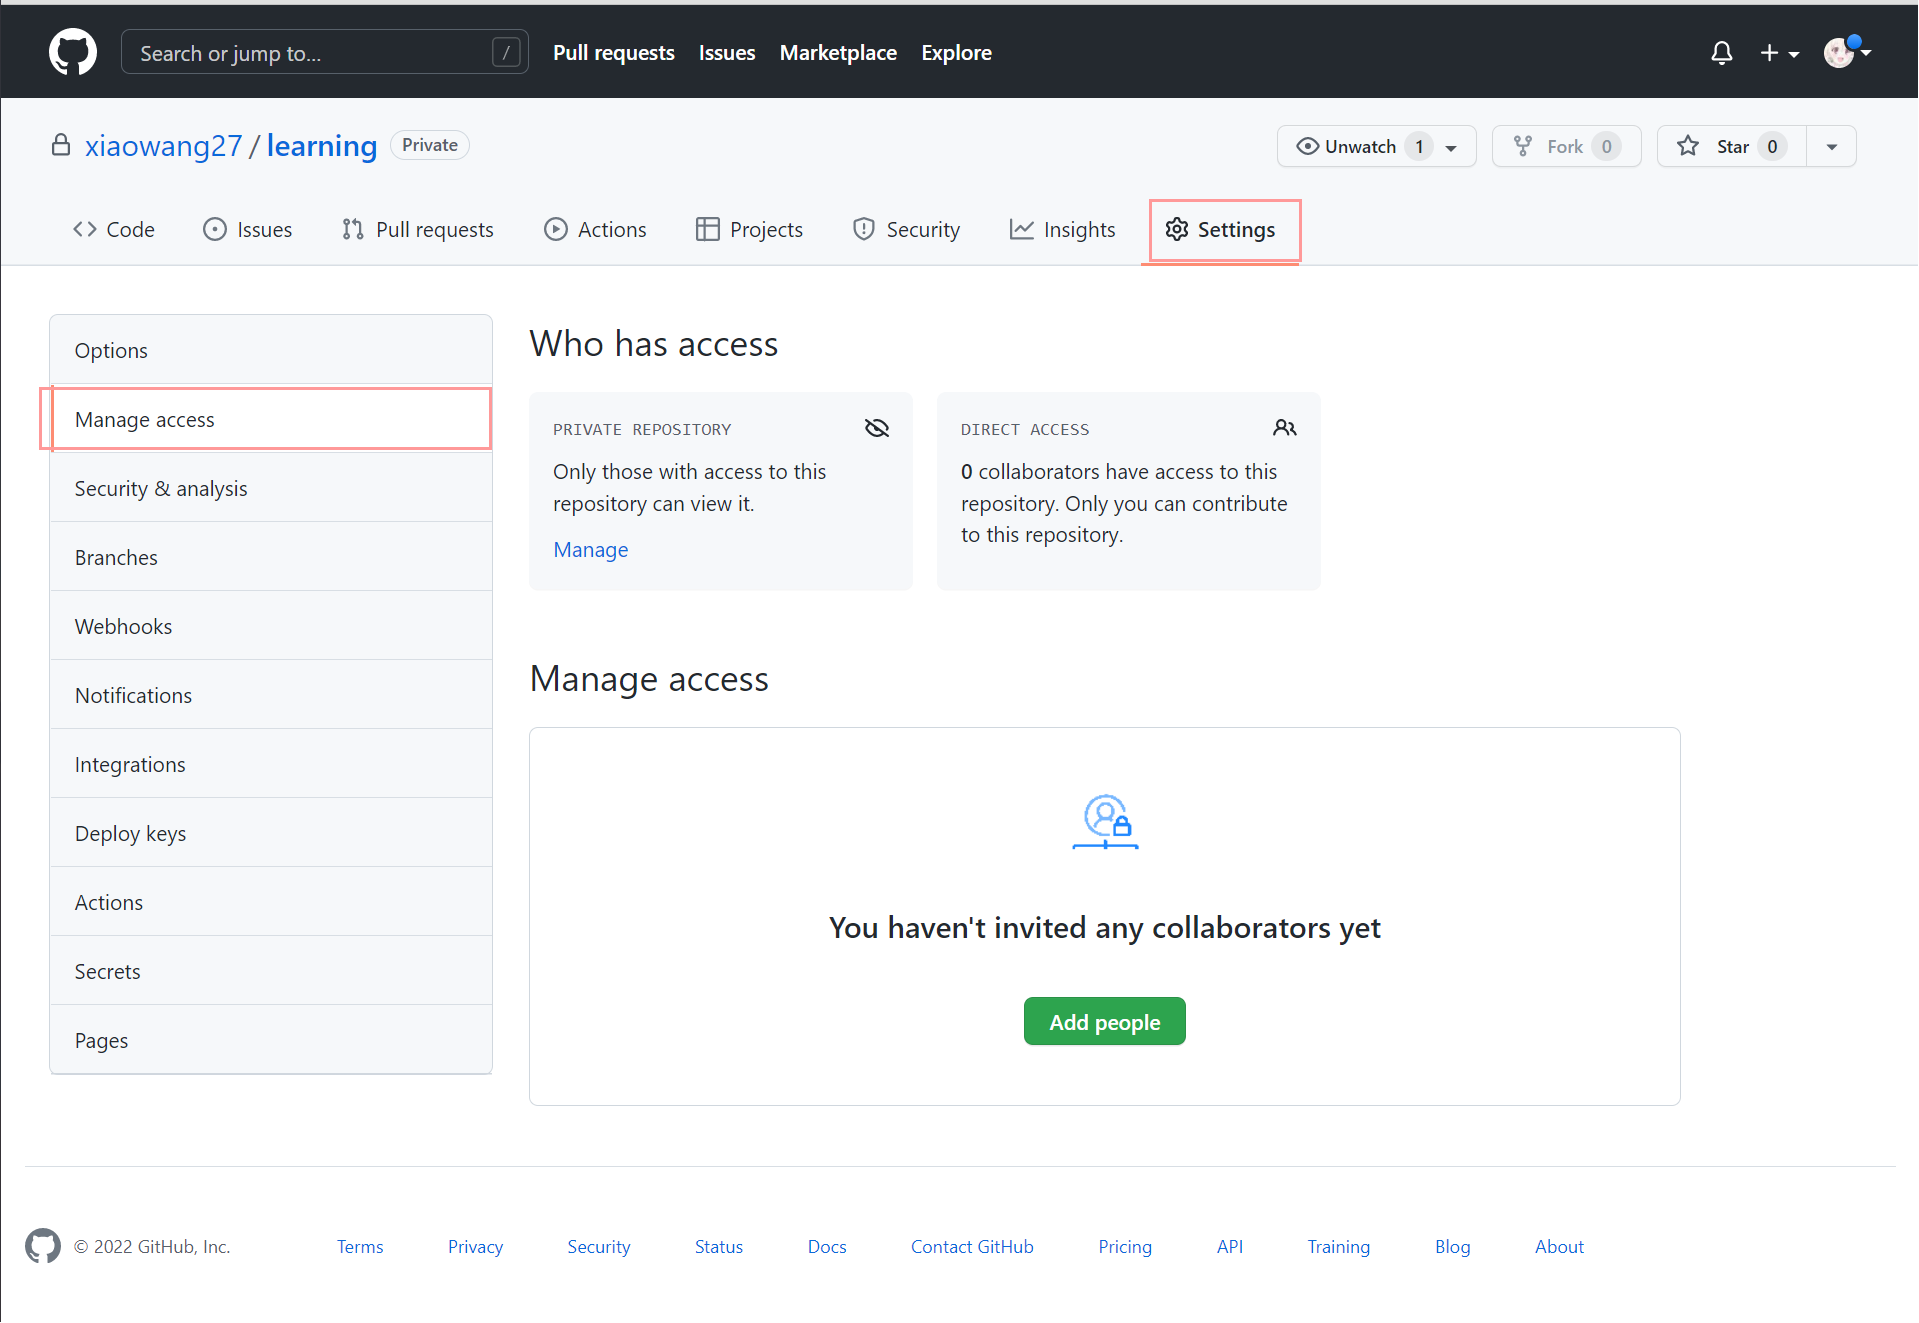 Search or jump to... / Pull requests Issues Marketplace Explore
xiaowang27 / learning Private Unwatch 1 Fork 0 Star 0
Code Issues Pull requests Actions Projects Security Insights Settings
Options
Manage access
Security & analysis
Branches
Webhooks
Notifications
Integrations
Deploy keys
Actions
Secrets
Pages
Who has access
PRIVATE REPOSITORY
Only those with access to this
repository can view it.
Manage
DIRECT ACCESS
0 collaborators have access to this
repository. Only you can contribute
to this repository.
Manage access
You haven't invited any collaborators yet
Add people
© 2022 GitHub, Inc. Terms Privacy Security Status Docs Contact GitHub Pricing API Training Blog About